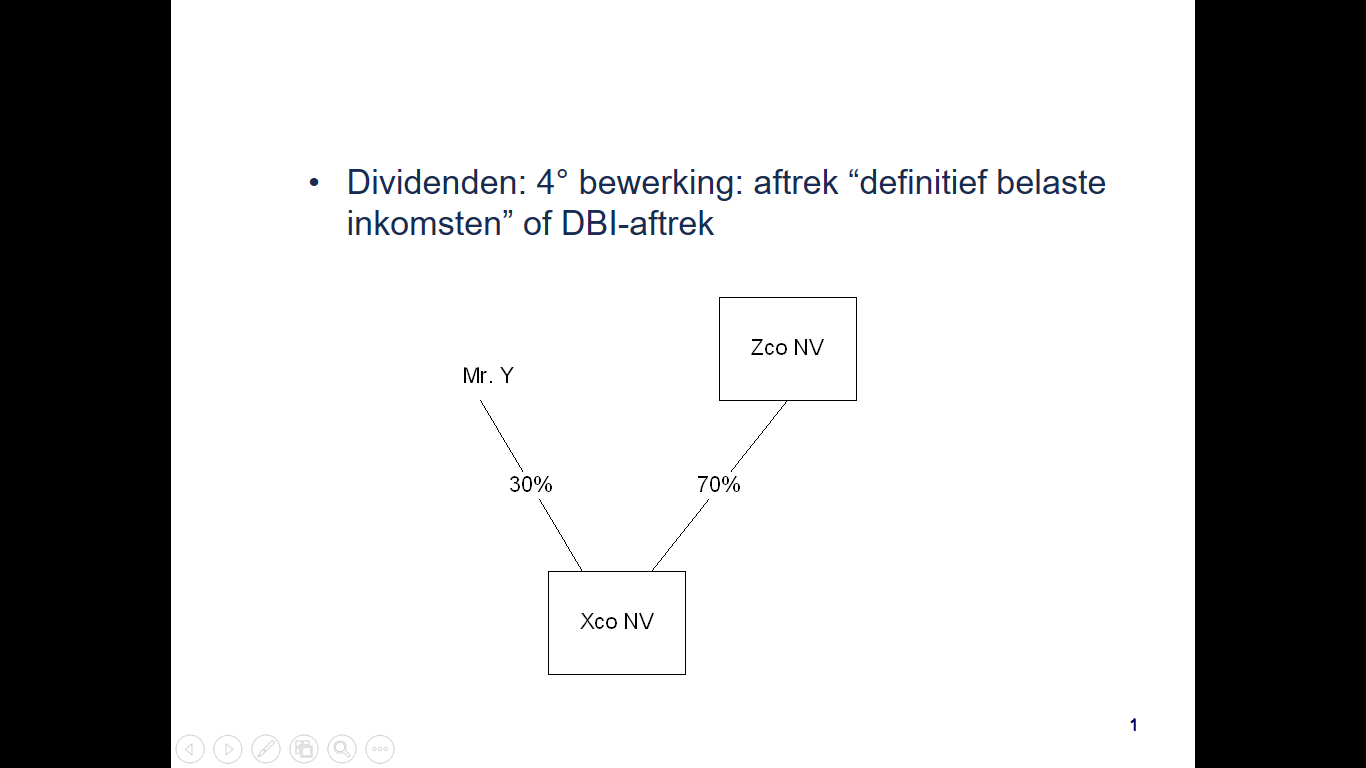 • Dividenden: 4° bewerking: aftrek “definitief belaste
inkomsten” of DBI-aftrek
Zco NV
Mr. Y
30%
70%
Xco NV
1